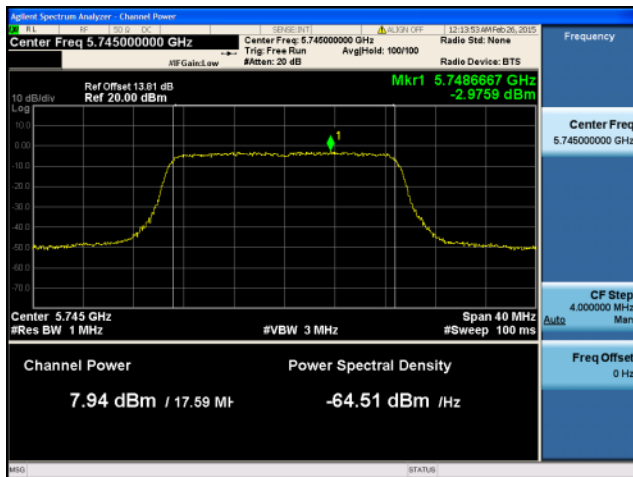 Agilent Spectrum Analyzer - Channel Power
RL RF 50 Ω DC SENSE:INT ALIGN OFF 12:13:53 AM Feb 26, 2015
Center Freq 5.745000000 GHz
Center Freq: 5.745000000 GHz
Radio Std: None
Trig: Free Run Avg|Hold: 100/100
#IFGain:Low #Atten: 20 dB Radio Device: BTS
Mkr1 5.7486667 GHz
-2.9759 dBm
Ref Offset 13.81 dB
10 dB/div Ref 20.00 dBm
Log
10.0
0.00
-10.0
-20.0
-30.0
-40.0
-50.0
-60.0
-70.0
1
Center 5.745 GHz Span 40 MHz
#Res BW 1 MHz #VBW 3 MHz #Sweep 100 ms
Channel Power Power Spectral Density
7.94 dBm / 17.59 MH -64.51 dBm /Hz
MSG STATUS
Frequency
Center Freq
5.745000000 GHz
CF Step
4.000000 MHz
Auto Man
Freq Offset
0 Hz